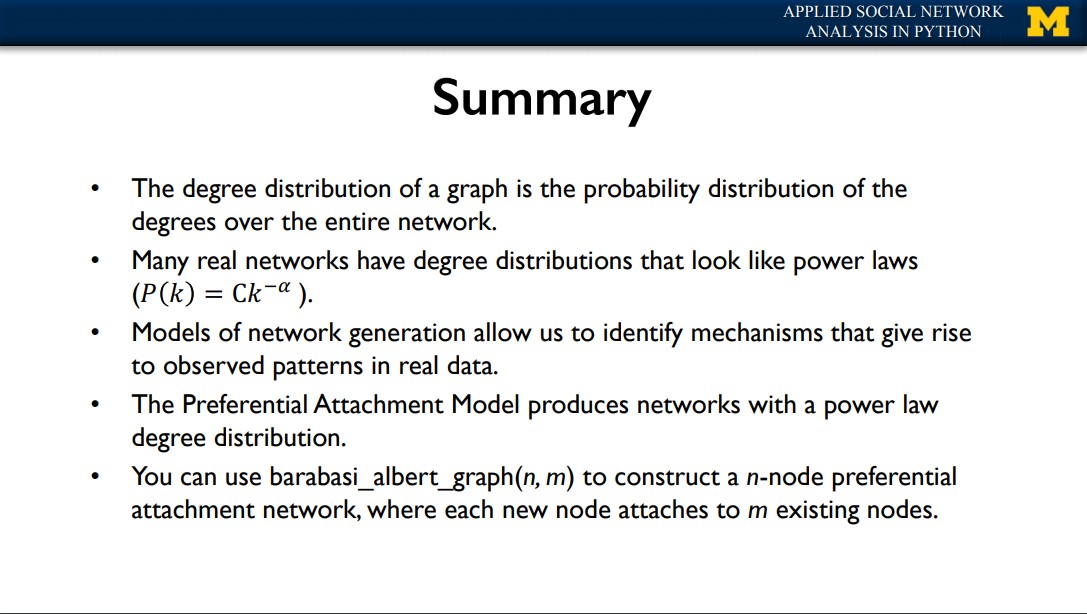 APPLIED SOCIAL NETWORK
ANALYSIS IN PYTHON
M
Summary
• The degree distribution of a graph is the probability distribution of the
degrees over the entire network.
• Many real networks have degree distributions that look like power laws
(P(k) = Ck⁻ᵅ ).
• Models of network generation allow us to identify mechanisms that give rise
to observed patterns in real data.
• The Preferential Attachment Model produces networks with a power law
degree distribution.
• You can use barabasi_albert_graph(n, m) to construct a n-node preferential
attachment network, where each new node attaches to m existing nodes.